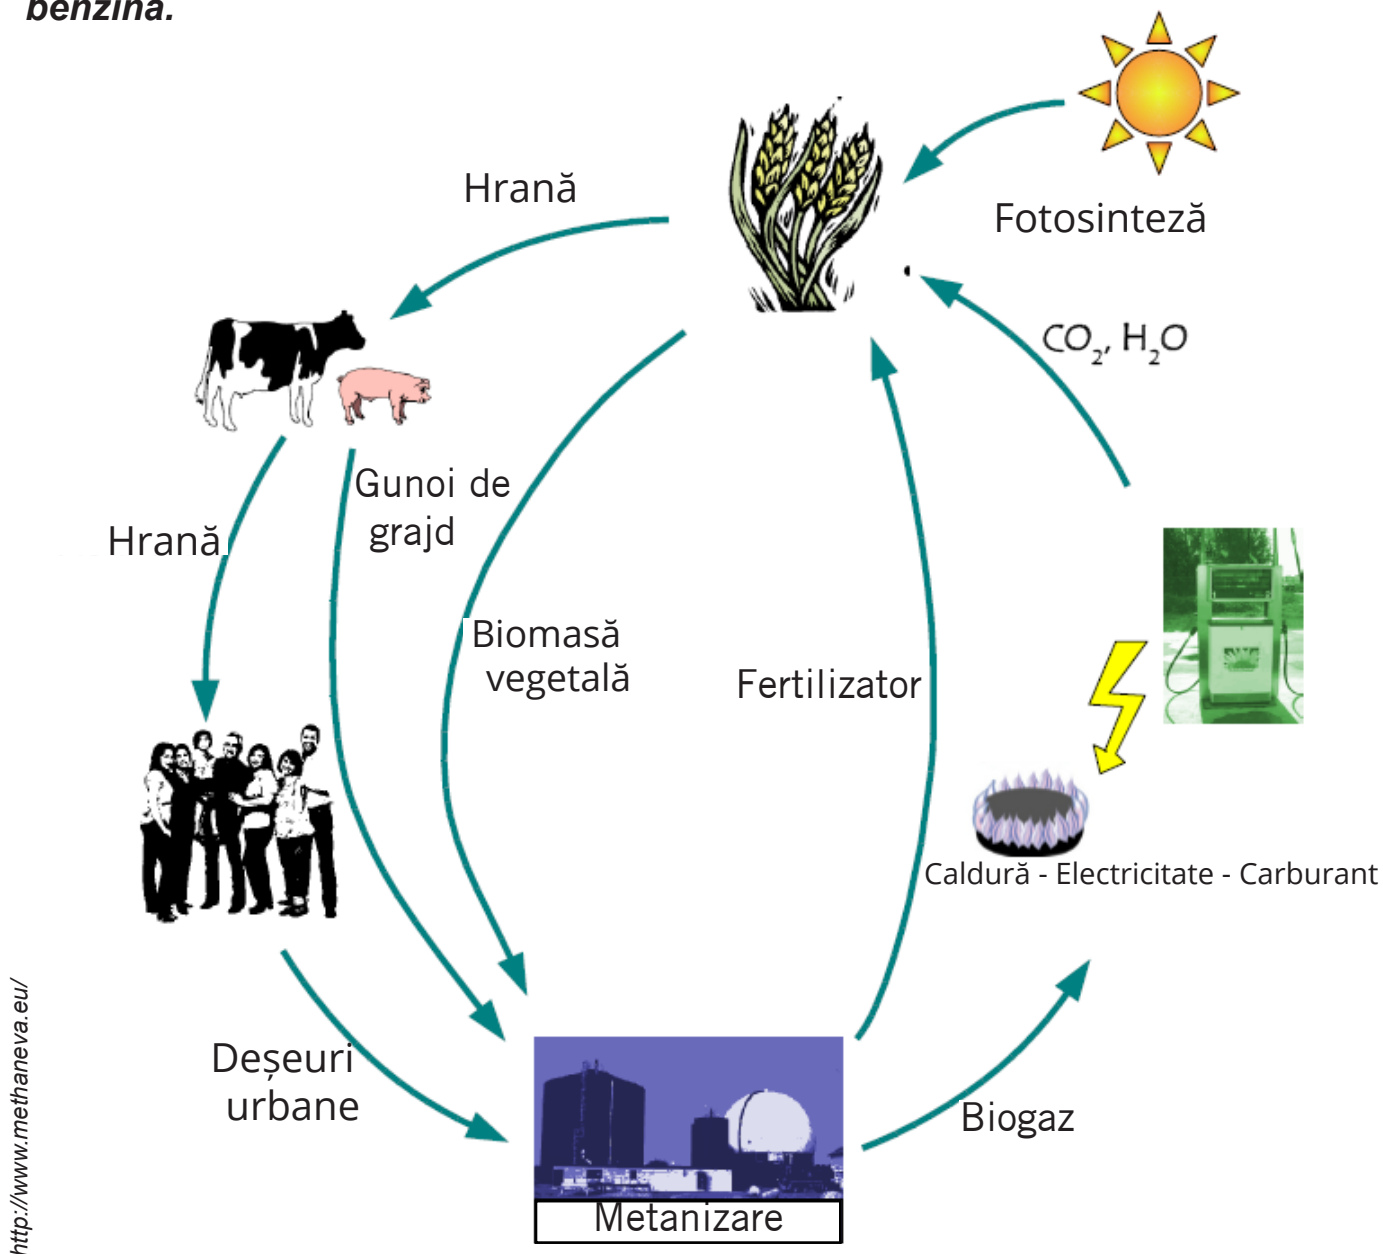 benzina.
Hrană
Fotosinteză
CO2, H2O
Gunoi de
grajd
Hrană
Biomasă
vegetală
Fertilizator
Caldură - Electricitate - Carburant
Deșeuri
urbane
Biogaz
Metanizare
http://www.methaneva.eu/